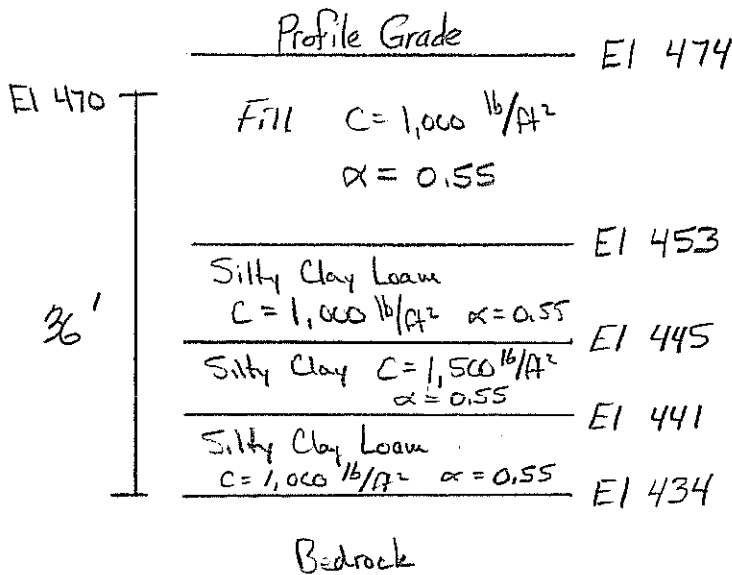 Profile Grade
El 474
El 470
Fill C= 1,000 lb/ft²
α = 0.55
El 453
Silty Clay Loam
C = 1,000 lb/ft² α = 0.55
El 445
36'
Silty Clay C= 1,500 lb/ft²
α = 0.55
El 441
Silty Clay Loam
C= 1,000 lb/ft² α = 0.55
El 434
Bedrock